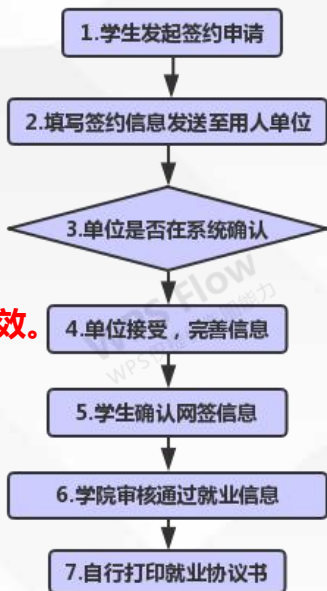 1.学生发起签约申请
2.填写签约信息发送至用人单位
3.单位是否在系统确认
效。
4.单位接受，完善信息
5.学生确认网签信息
6.学院审核通过就业信息
7.自行打印就业协议书
WPS Flow